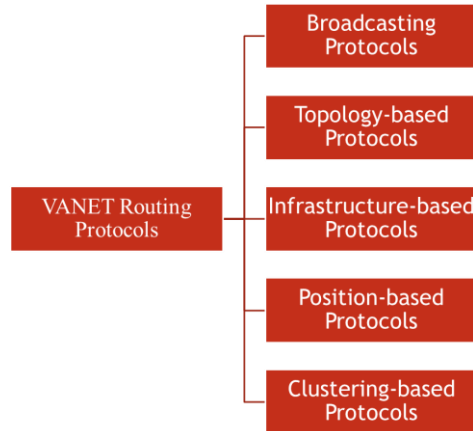 Broadcasting
Protocols
Topology-based
Protocols
VANET Routing
Protocols
Infrastructure-based
Protocols
Position-based
Protocols
Clustering-based
Protocols